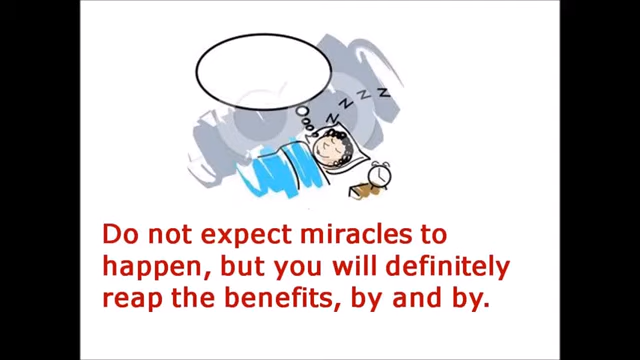 z z z z
Do not expect miracles to
happen, but you will definitely
reap the benefits, by and by.